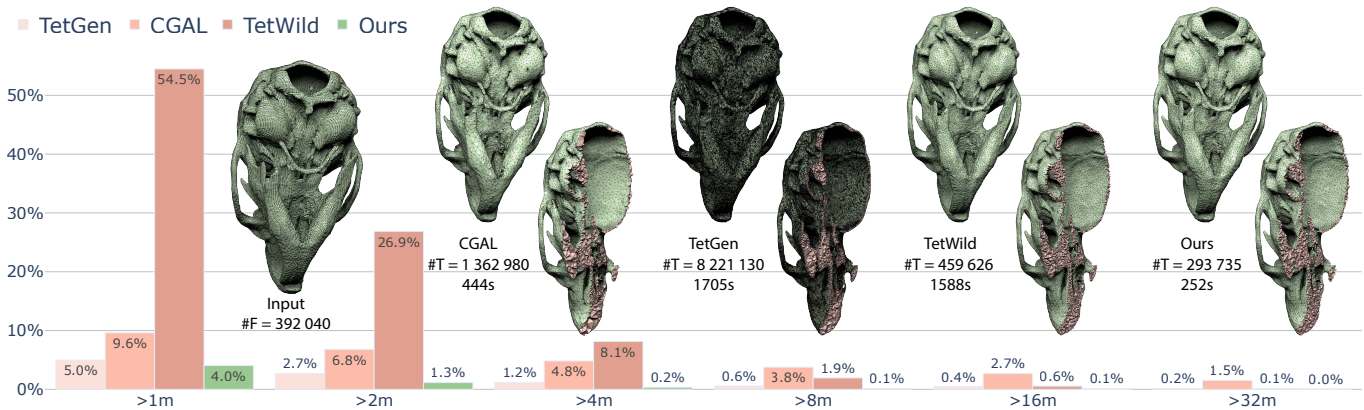 TetGen CGAL TetWild Ours
50%
40%
30%
20%
10%
0%
54.5%
9.6%
5.0%
4.0%
>1m
26.9%
2.7%
6.8%
1.3%
>2m
1.2%
4.8%
8.1%
0.2%
>4m
0.6%
3.8%
1.9%
0.1%
>8m
0.4%
2.7%
0.6%
0.1%
>16m
0.2%
1.5%
0.1%
0.0%
>32m
Input
#F = 392 040
CGAL
#T = 1 362 980
444s
TetGen
#T = 8 221 130
1705s
TetWild
#T = 459 626
1588s
Ours
#T = 293 735
252s